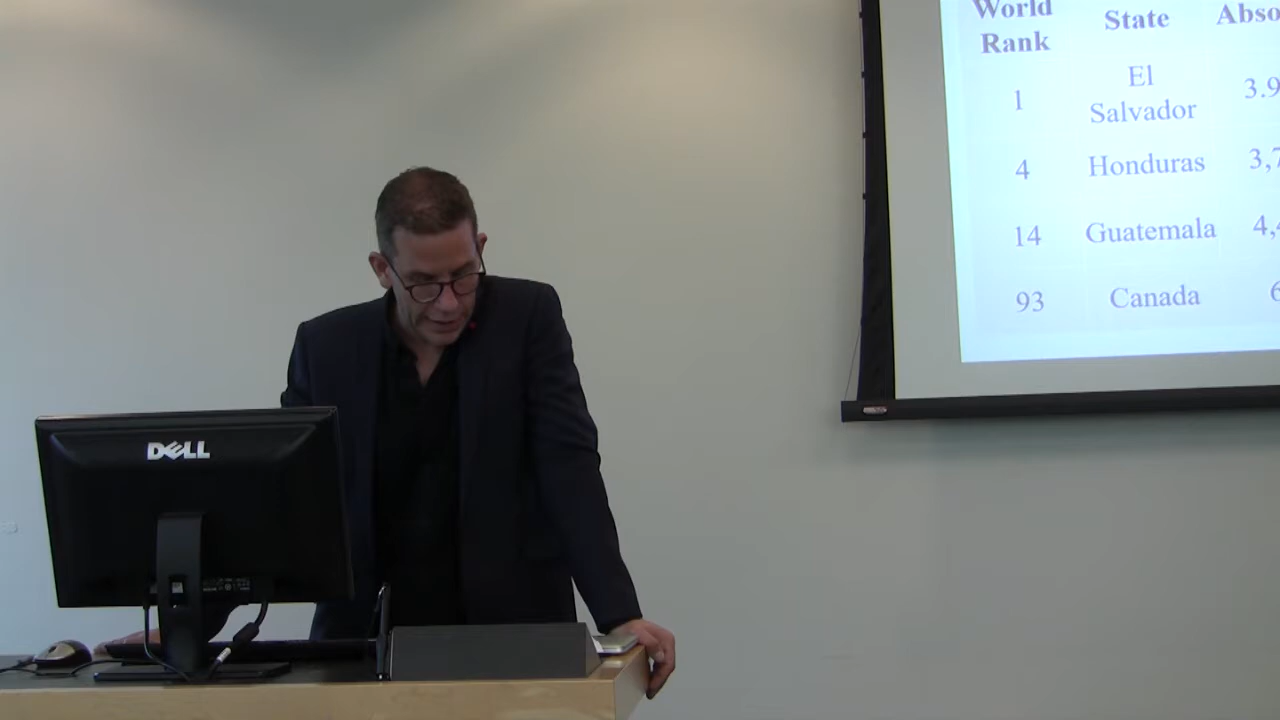 World
Rank
State
Abso
1
El
Salvador
3.9
4
Honduras
3,7
14
Guatemala
4,4
93
Canada
6
DELL